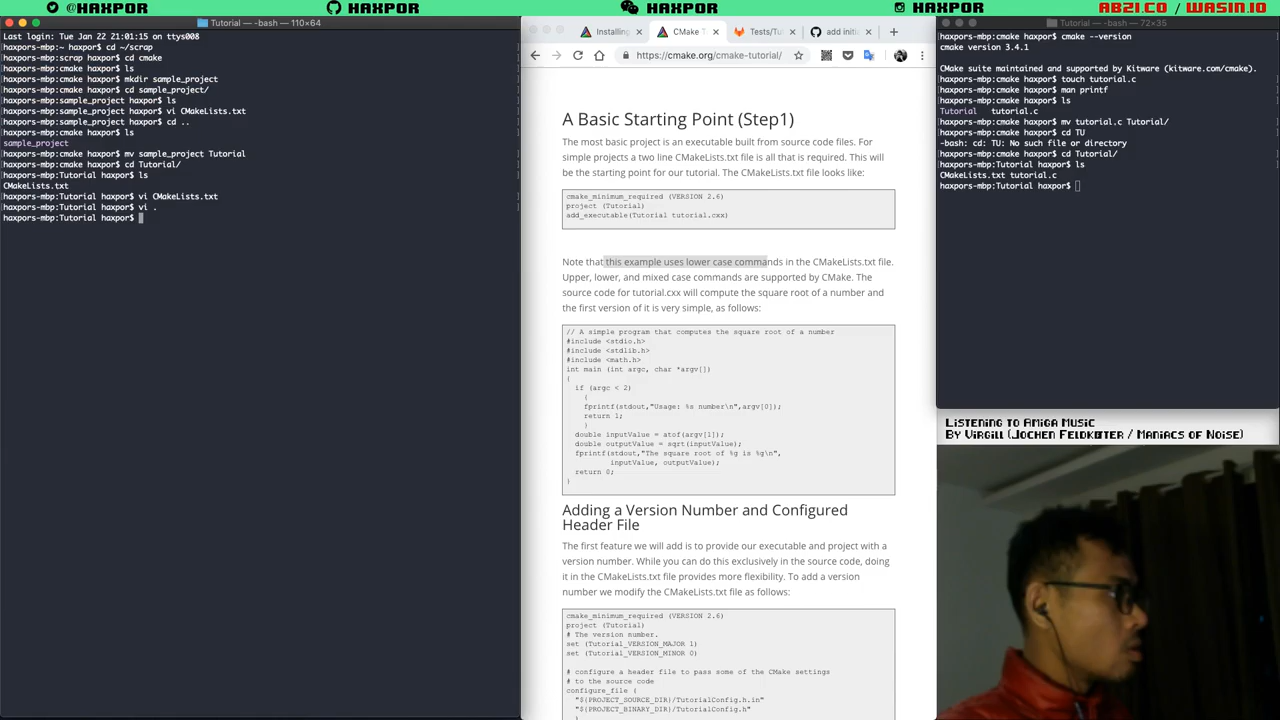 @HAXPOR
HAXPOR
HAXPOR
HAXPOR
ABZI.CO / WASIN.IO
Tutorial — -bash — 110×64
Last login: Tue Jan 22 21:01:15 on ttys008
haxpors-mbp:~ haxpor$ cd ~/scrap
haxpors-mbp:scrap haxpor$ cd cmake
haxpors-mbp:cmake haxpor$ ls
haxpors-mbp:cmake haxpor$ mkdir sample_project
haxpors-mbp:cmake haxpor$ cd sample_project/
haxpors-mbp:sample_project haxpor$ ls
haxpors-mbp:sample_project haxpor$ vi CMakeLists.txt
haxpors-mbp:sample_project haxpor$ cd ..
haxpors-mbp:cmake haxpor$ ls
sample_project
haxpors-mbp:cmake haxpor$ mv sample_project Tutorial
haxpors-mbp:cmake haxpor$ cd Tutorial/
haxpors-mbp:Tutorial haxpor$ ls
CMakeLists.txt
haxpors-mbp:Tutorial haxpor$ vi CMakeLists.txt
haxpors-mbp:Tutorial haxpor$ vi .
haxpors-mbp:Tutorial haxpor$
Installing
CMake T
Tests/Tu
add initia
https://cmake.org/cmake-tutorial/
A Basic Starting Point (Step1)
The most basic project is an executable built from source code files. For
simple projects a two line CMakeLists.txt file is all that is required. This will
be the starting point for our tutorial. The CMakeLists.txt file looks like:
cmake_minimum_required (VERSION 2.6)
project (Tutorial)
add_executable(Tutorial tutorial.cxx)
Note that this example uses lower case commands in the CMakeLists.txt file.
Upper, lower, and mixed case commands are supported by CMake. The
source code for tutorial.cxx will compute the square root of a number and
the first version of it is very simple, as follows:
// A simple program that computes the square root of a number
#include <stdio.h>
#include <stdlib.h>
#include <math.h>
int main (int argc, char *argv[])
{
if (argc < 2)
{
fprintf(stdout,"Usage: %s number\n",argv[0]);
return 1;
}
double inputValue = atof(argv[1]);
double outputValue = sqrt(inputValue);
fprintf(stdout,"The square root of %g is %g\n",
inputValue, outputValue);
return 0;
}
Adding a Version Number and Configured
Header File
The first feature we will add is to provide our executable and project with a
version number. While you can do this exclusively in the source code, doing
it in the CMakeLists.txt file provides more flexibility. To add a version
number we modify the CMakeLists.txt file as follows:
cmake_minimum_required (VERSION 2.6)
project (Tutorial)
# The version number.
set (Tutorial_VERSION_MAJOR 1)
set (Tutorial_VERSION_MINOR 0)
# configure a header file to pass some of the CMake settings
# to the source code
configure_file (
"${PROJECT_SOURCE_DIR}/TutorialConfig.h.in"
"${PROJECT_BINARY_DIR}/TutorialConfig.h"
)
Tutorial — -bash — 72×35
haxpors-mbp:cmake haxpor$ cmake --version
cmake version 3.4.1
CMake suite maintained and supported by Kitware (kitware.com/cmake).
haxpors-mbp:cmake haxpor$ touch tutorial.c
haxpors-mbp:cmake haxpor$ man printf
haxpors-mbp:cmake haxpor$ ls
Tutorial tutorial.c
haxpors-mbp:cmake haxpor$ mv tutorial.c Tutorial/
haxpors-mbp:cmake haxpor$ cd TU
-bash: cd: TU: No such file or directory
haxpors-mbp:cmake haxpor$ cd Tutorial/
haxpors-mbp:Tutorial haxpor$ ls
CMakeLists.txt tutorial.c
haxpors-mbp:Tutorial haxpor$
Listening to Amiga Music
By Virgill (Jochen Feldkötter / Maniacs of Noise)